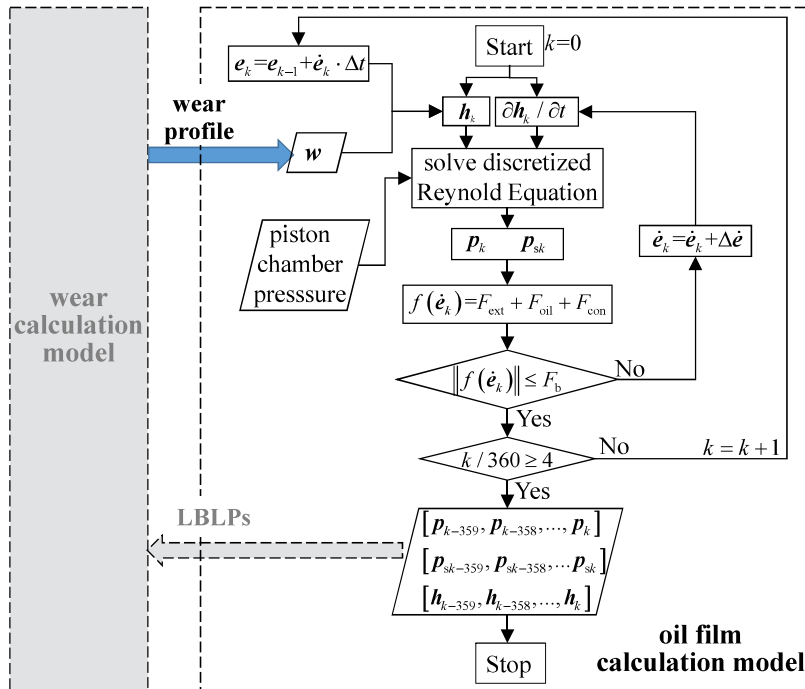 Start
k=0
e_k=e_{k-1}+ė_k·Δt
wear
profile
h_k
∂h_k / ∂t
w
solve discretized
Reynold Equation
piston
chamber
presssure
p_k p_{sk}
ė_k=ė_k+Δė
f(ė_k)=F_ext+F_oil+F_con
wear
calculation
model
‖f(ė_k)‖≤F_b
No
Yes
k / 360≥4
No
k=k+1
Yes
LBLPs
[p_{k-359}, p_{k-358},..., p_k]
[p_{sk-359}, p_{sk-358},... p_{sk}]
[h_{k-359}, h_{k-358},..., h_k]
Stop
oil film
calculation model